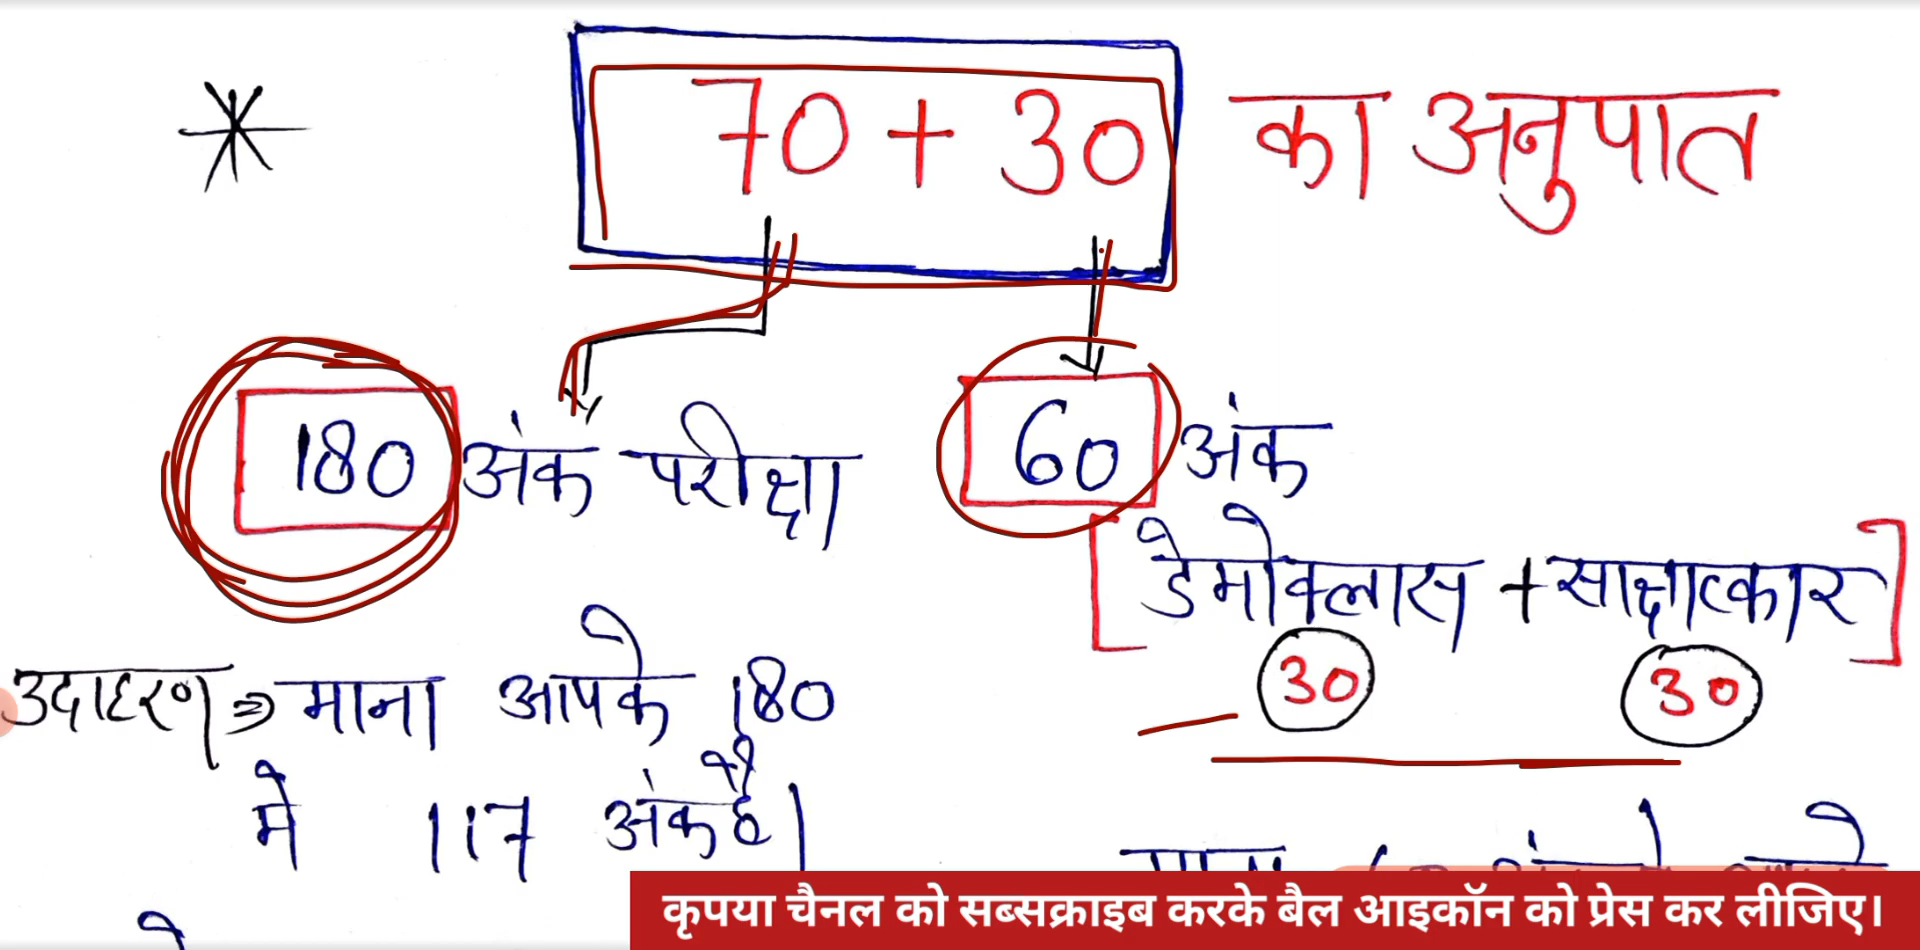 70 + 30 का अनुपात
180 अंक परीक्षा 60 अंक
[डेमोक्लास + साक्षात्कार]
30 30
उदाहरण ⇒ माना आपके 180
मे 117 अंक है।
कृपया चैनल को सब्सक्राइब करके बैल आइकॉन को प्रेस कर लीजिए।